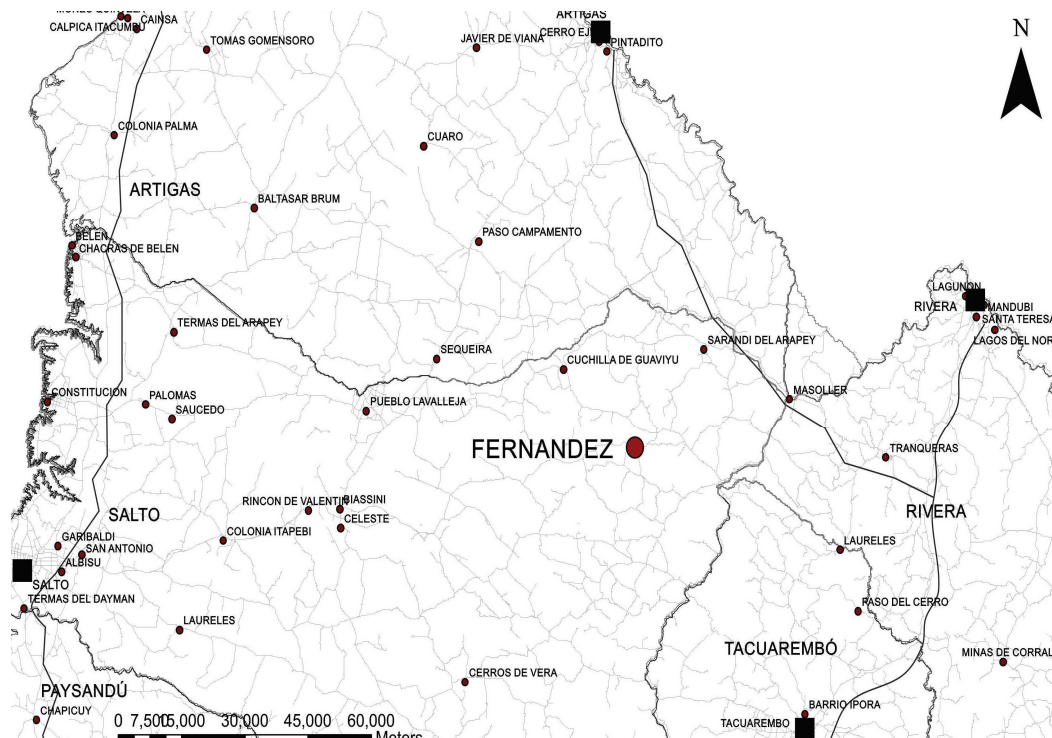 ARTIGAS
CAINSA
CALPICA ITACUMBU
CERRO EJ
PINTADITO
TOMAS GOMENSORO
JAVIER DE VIANA
N
COLONIA PALMA
CUARO
ARTIGAS
BALTASAR BRUM
BELEN
CHACRAS DE BELEN
PASO CAMPAMENTO
LAGUNON
RIVERA
MANDUBI
SANTA TERESA
LAGOS DEL NOR
TERMAS DEL ARAPEY
SEQUEIRA
SARANDI DEL ARAPEY
CUCHILLA DE GUAVIYU
CONSTITUCION
PALOMAS
SAUCEDO
PUEBLO LAVALLEJA
MASOLLER
FERNANDEZ
TRANQUERAS
RINCON DE VALENTIN
BIASSINI
SALTO
CELESTE
RIVERA
COLONIA ITAPEBI
GARIBALDI
SAN ANTONIO
LAURELES
ALBISU
SALTO
TERMAS DEL DAYMAN
PASO DEL CERRO
LAURELES
TACUAREMBÓ
MINAS DE CORRAL
CERROS DE VERA
PAYSANDÚ
CHAPICUY
BARRIO IPORA
TACUAREMBO
0 7,50015,000 30,000 45,000 60,000
Meters